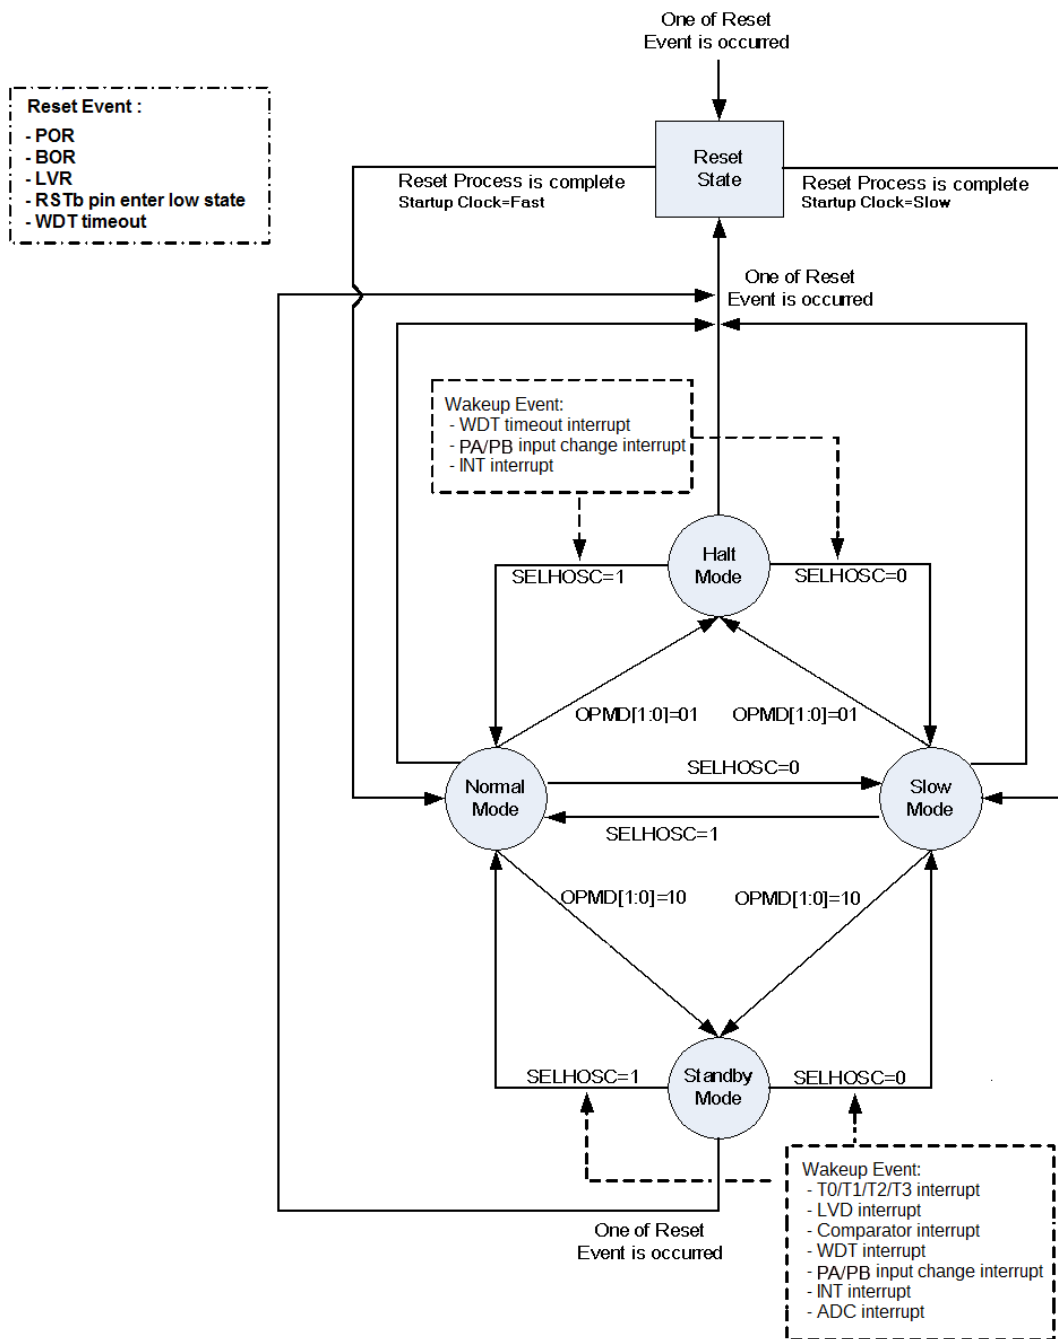 One of Reset
Event is occurred
Reset Event :
- POR
- BOR
- LVR
- RSTb pin enter low state
- WDT timeout
Reset
State
Reset Process is complete
Startup Clock=Fast
Reset Process is complete
Startup Clock=Slow
One of Reset
Event is occurred
Wakeup Event:
- WDT timeout interrupt
- PA/PB input change interrupt
- INT interrupt
Halt
Mode
SELHOSC=1
SELHOSC=0
OPMD[1:0]=01
OPMD[1:0]=01
SELHOSC=0
Normal
Mode
Slow
Mode
SELHOSC=1
OPMD[1:0]=10
OPMD[1:0]=10
SELHOSC=1
Standby
Mode
SELHOSC=0
Wakeup Event:
- T0/T1/T2/T3 interrupt
- LVD interrupt
- Comparator interrupt
- WDT interrupt
- PA/PB input change interrupt
- INT interrupt
- ADC interrupt
One of Reset
Event is occurred